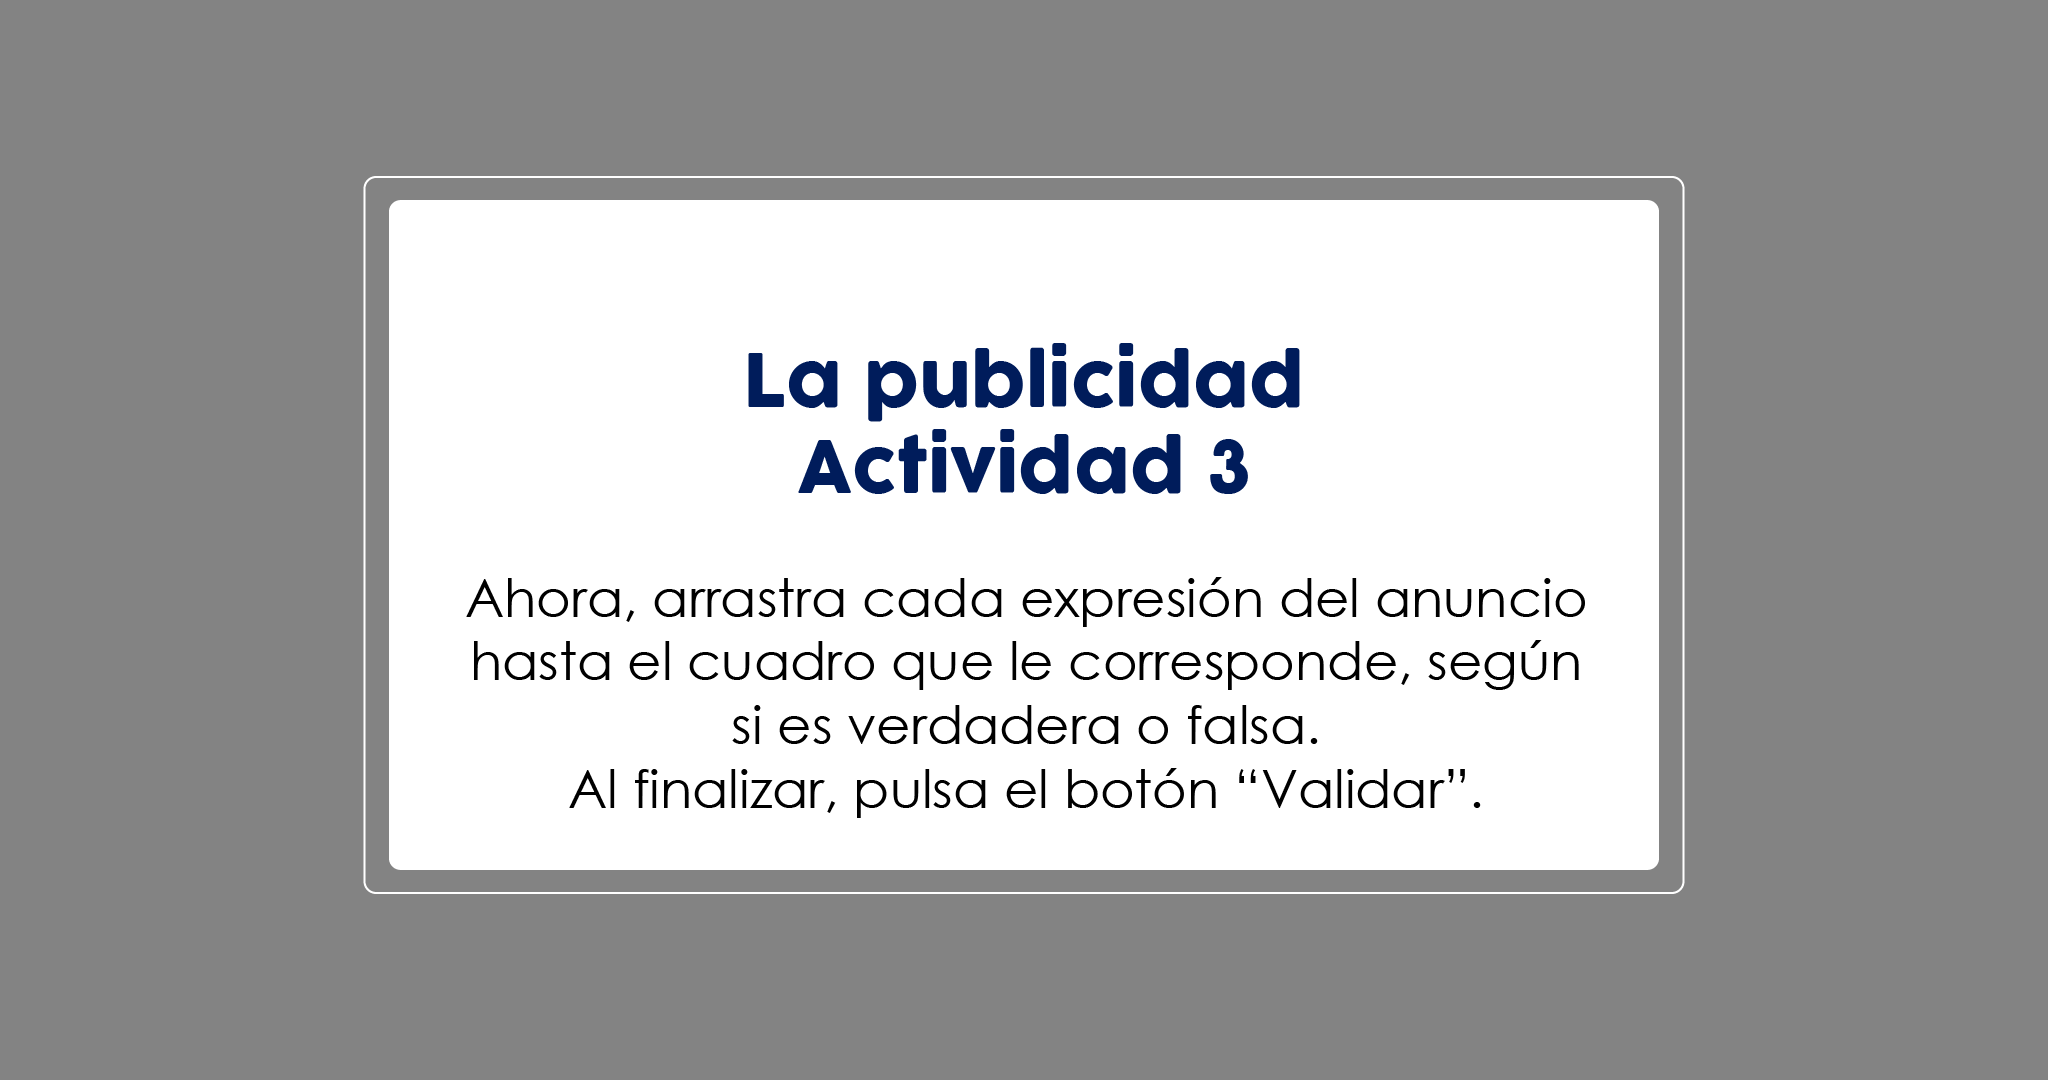 La publicidad
Actividad 3
Ahora, arrastra cada expresión del anuncio
hasta el cuadro que le corresponde, según
si es verdadera o falsa.
Al finalizar, pulsa el botón “Validar”.